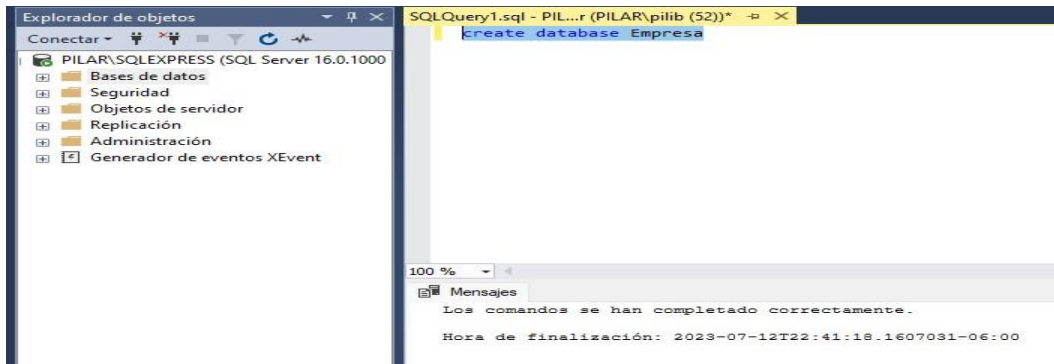 Explorador de objetos
SQLQuery1.sql - PIL...r (PILAR\pilib (52))*
Conectar
create database Empresa
PILAR\SQLEXPRESS (SQL Server 16.0.1000
Bases de datos
Seguridad
Objetos de servidor
Replicación
Administración
Generador de eventos XEvent
100 %
Mensajes
Los comandos se han completado correctamente.
Hora de finalización: 2023-07-12T22:41:18.1607031-06:00